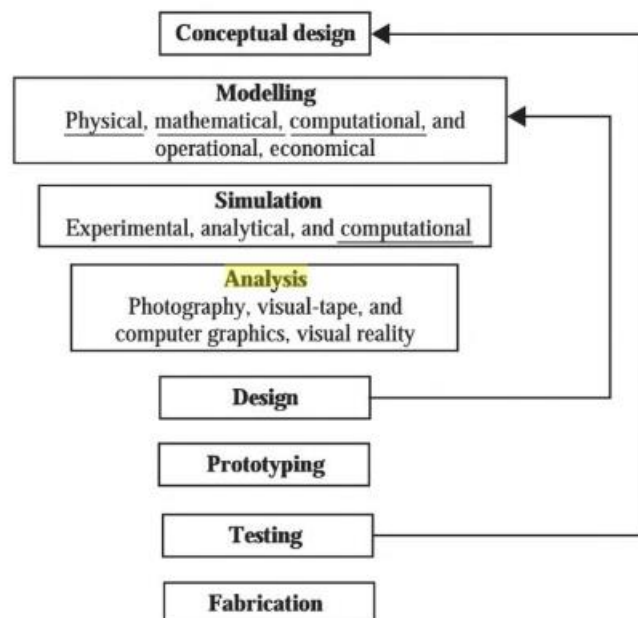 Conceptual design
Modelling
Physical, mathematical, computational, and
operational, economical
Simulation
Experimental, analytical, and computational
Analysis
Photography, visual-tape, and
computer graphics, visual reality
Design
Prototyping
Testing
Fabrication